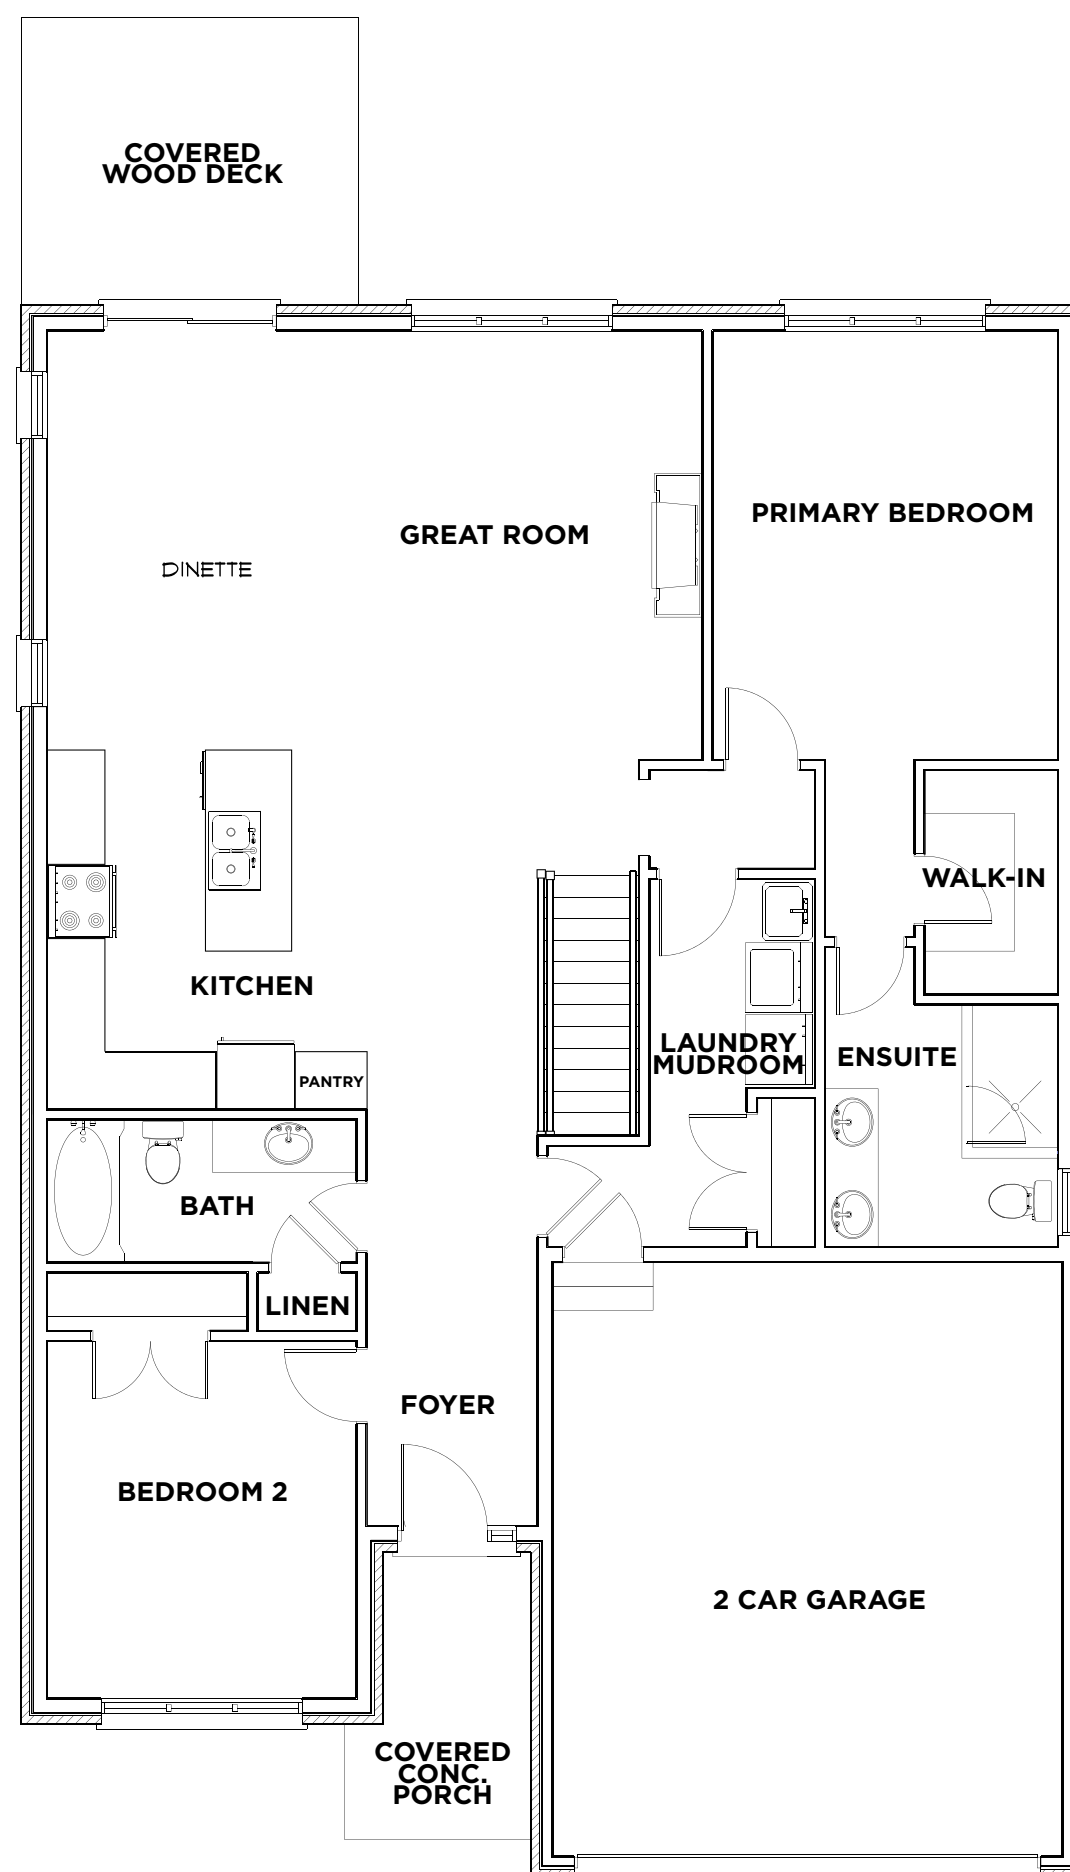 COVERED
WOOD DECK
PRIMARY BEDROOM
GREAT ROOM
DINETTE
WALK-IN
KITCHEN
LAUNDRY
MUDROOM
ENSUITE
PANTRY
BATH
LINEN
FOYER
BEDROOM 2
2 CAR GARAGE
COVERED
CONC.
PORCH